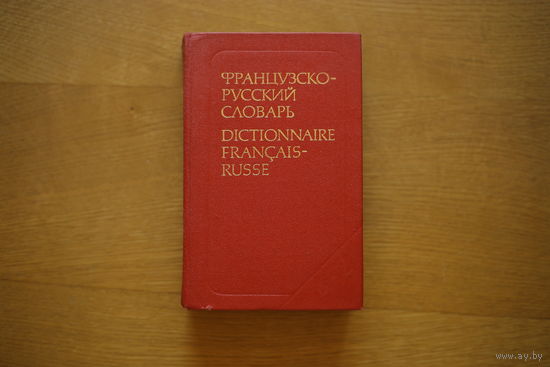 ФРАНЦУЗСКО-
РУССКИЙ
СЛОВАРЬ
DICTIONNAIRE
FRANÇAIS-
RUSSE
www.ay.by